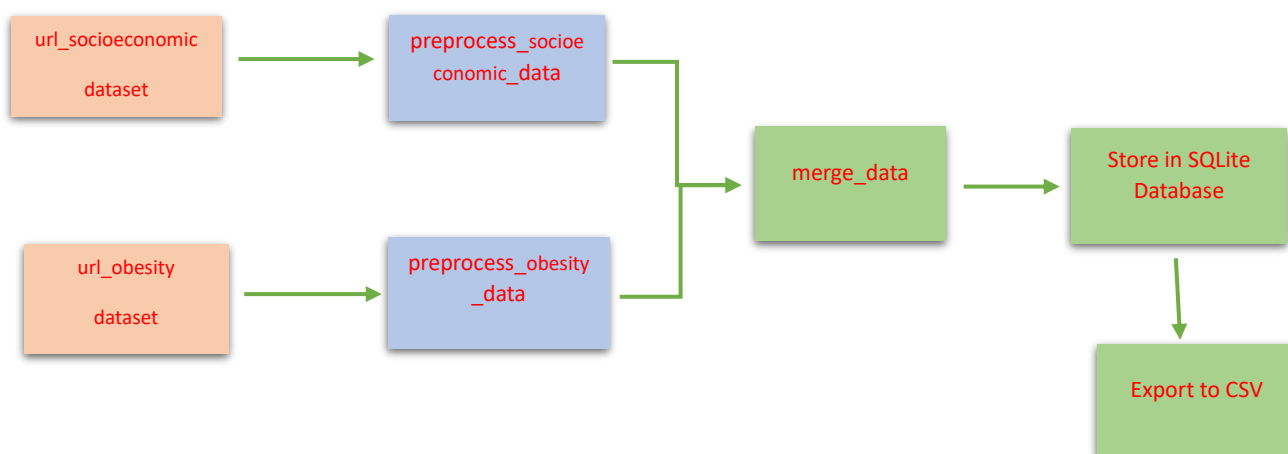 url_socioeconomic
dataset
preprocess_socioe
conomic_data
merge_data
Store in SQLite
Database
url_obesity
dataset
preprocess_obesity
_data
Export to CSV